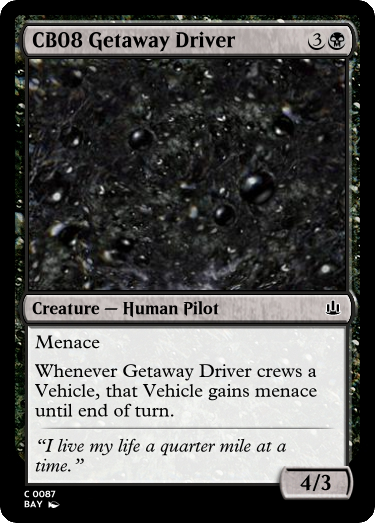 CB08 Getaway Driver 3
Creature — Human Pilot
Menace
Whenever Getaway Driver crews a
Vehicle, that Vehicle gains menace
until end of turn.
“I live my life a quarter mile at a
time.”
4/3
C 0087
BAY